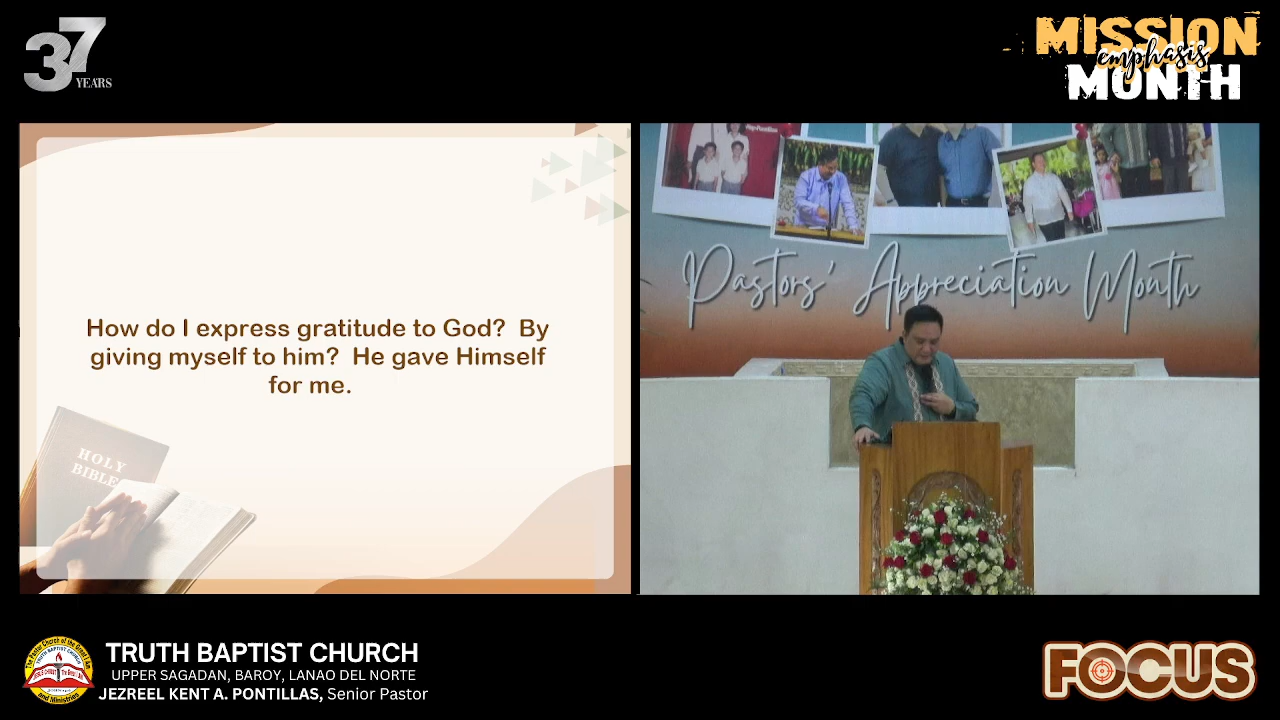 37
YEARS
MISSION
emphasis
MONTH
How do I express gratitude to God?  By
giving myself to him?  He gave Himself
for me.
HOLY
BIBLE
Pastors' Appreciation Month
TRUTH BAPTIST CHURCH
UPPER SAGADAN, BAROY, LANAO DEL NORTE
JEZREEL KENT A. PONTILLAS, Senior Pastor
FOCUS